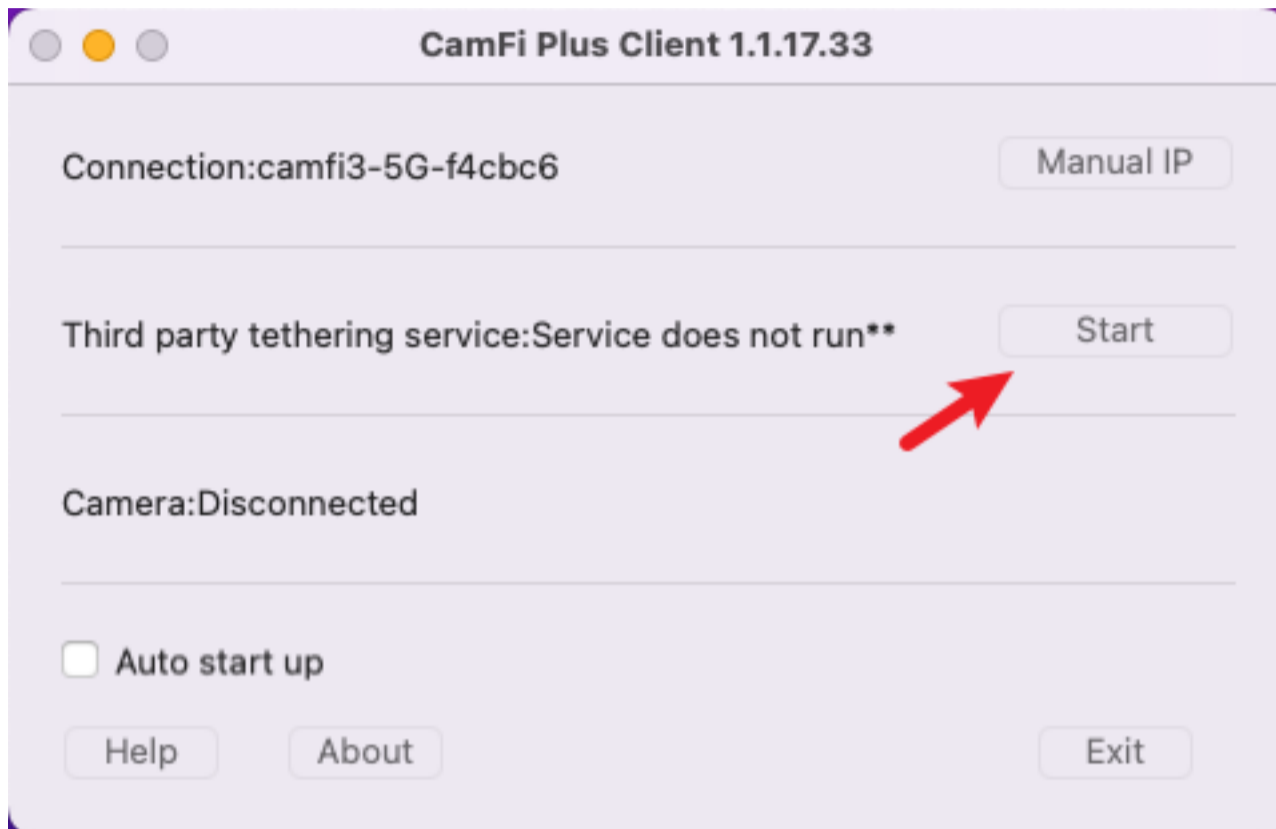 CamFi Plus Client 1.1.17.33
Connection:camfi3-5G-f4cbc6
Manual IP
Third party tethering service:Service does not run**
Start
Camera:Disconnected
Auto start up
Help
About
Exit